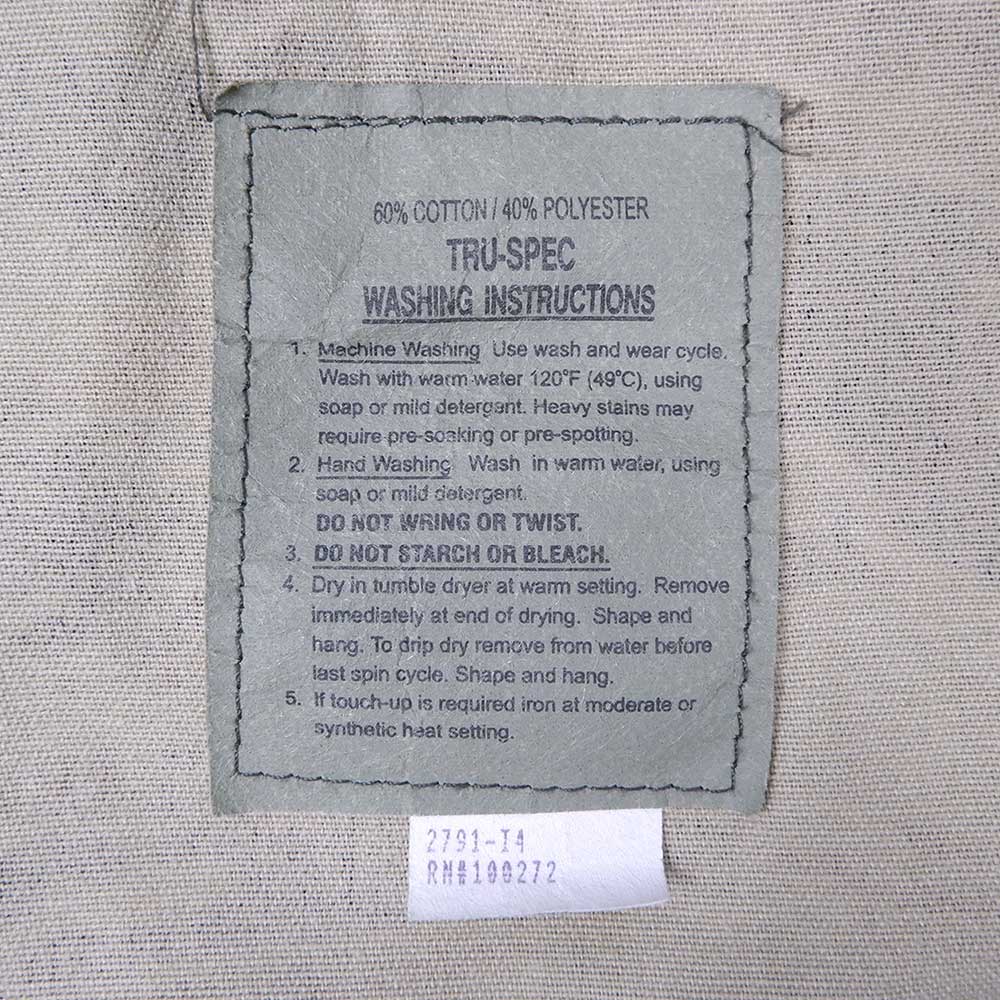 60% COTTON / 40% POLYESTER
TRU-SPEC
WASHING INSTRUCTIONS
1. Machine Washing Use wash and wear cycle.
Wash with warm water 120°F (49°C), using
soap or mild detergent. Heavy stains may
require pre-soaking or pre-spotting.
2. Hand Washing Wash in warm water, using
soap or mild detergent.
DO NOT WRING OR TWIST.
3. DO NOT STARCH OR BLEACH.
4. Dry in tumble dryer at warm setting. Remove
immediately at end of drying. Shape and
hang. To drip dry remove from water before
last spin cycle. Shape and hang.
5. If touch-up is required iron at moderate or
synthetic heat setting.
2791-I4
RN#100272